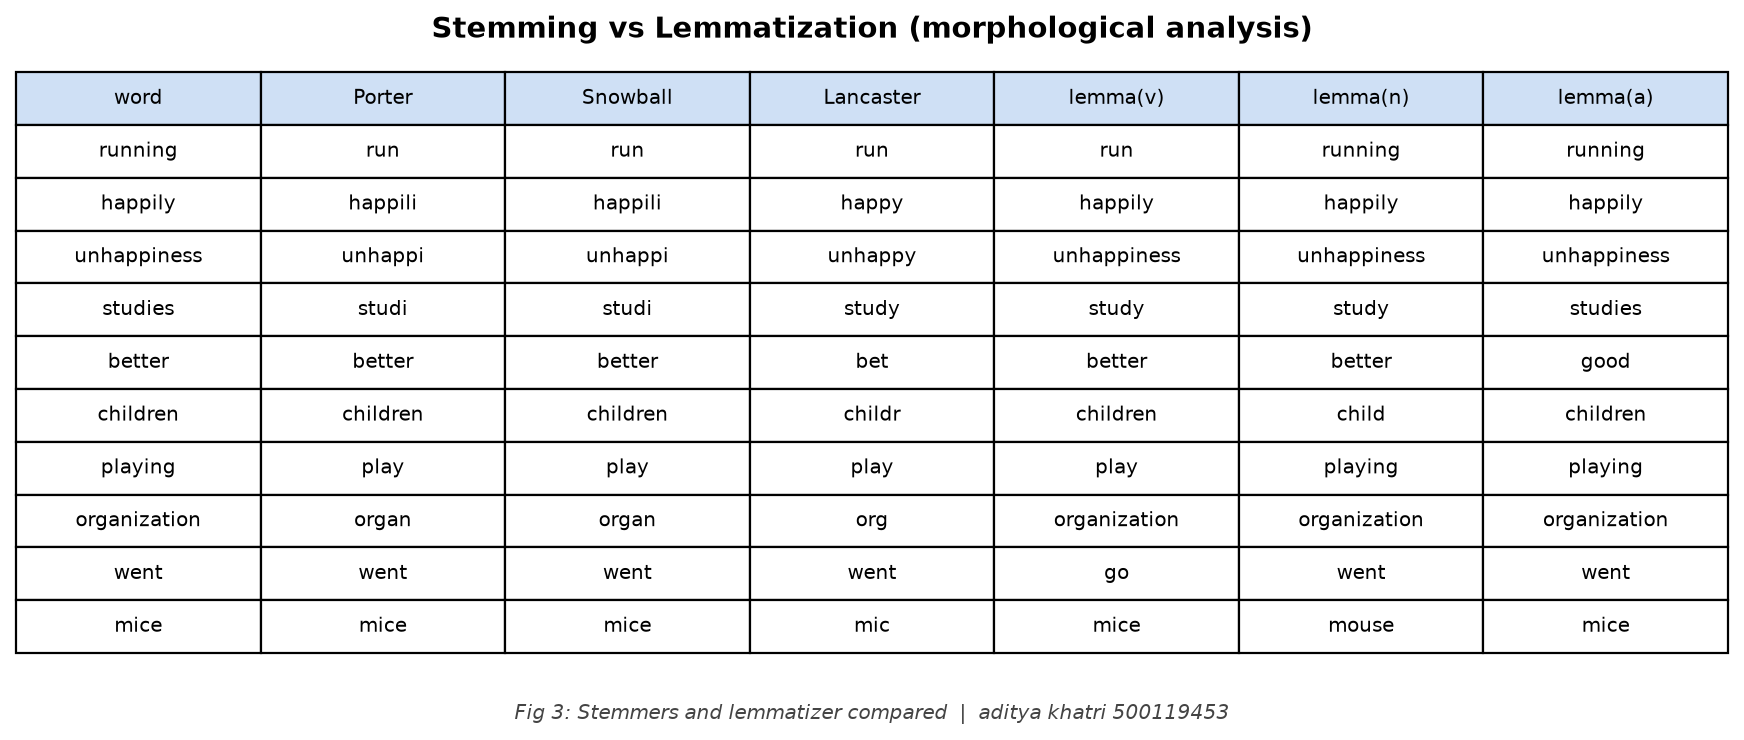 Stemming vs Lemmatization (morphological analysis)
word Porter Snowball Lancaster lemma(v) lemma(n) lemma(a)
running run run run run running running
happily happili happili happy happily happily happily
unhappiness unhappi unhappi unhappy unhappiness unhappiness unhappiness
studies studi studi study study study studies
better better better bet better better good
children children children childr children child children
playing play play play play playing playing
organization organ organ org organization organization organization
went went went went go went went
mice mice mice mic mice mouse mice
Fig 3: Stemmers and lemmatizer compared | aditya khatri 500119453